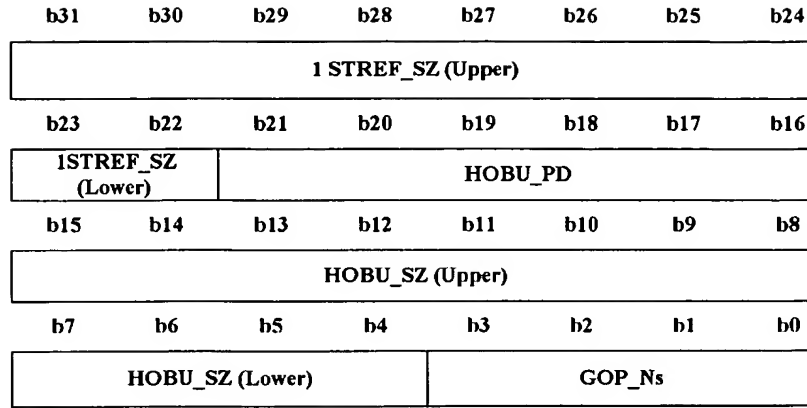 b31 b30 b29 b28 b27 b26 b25 b24
1 STREF_SZ (Upper)
b23 b22 b21 b20 b19 b18 b17 b16
1STREF_SZ
(Lower)
HOBU_PD
b15 b14 b13 b12 b11 b10 b9 b8
HOBU_SZ (Upper)
b7 b6 b5 b4 b3 b2 b1 b0
HOBU_SZ (Lower) GOP_Ns